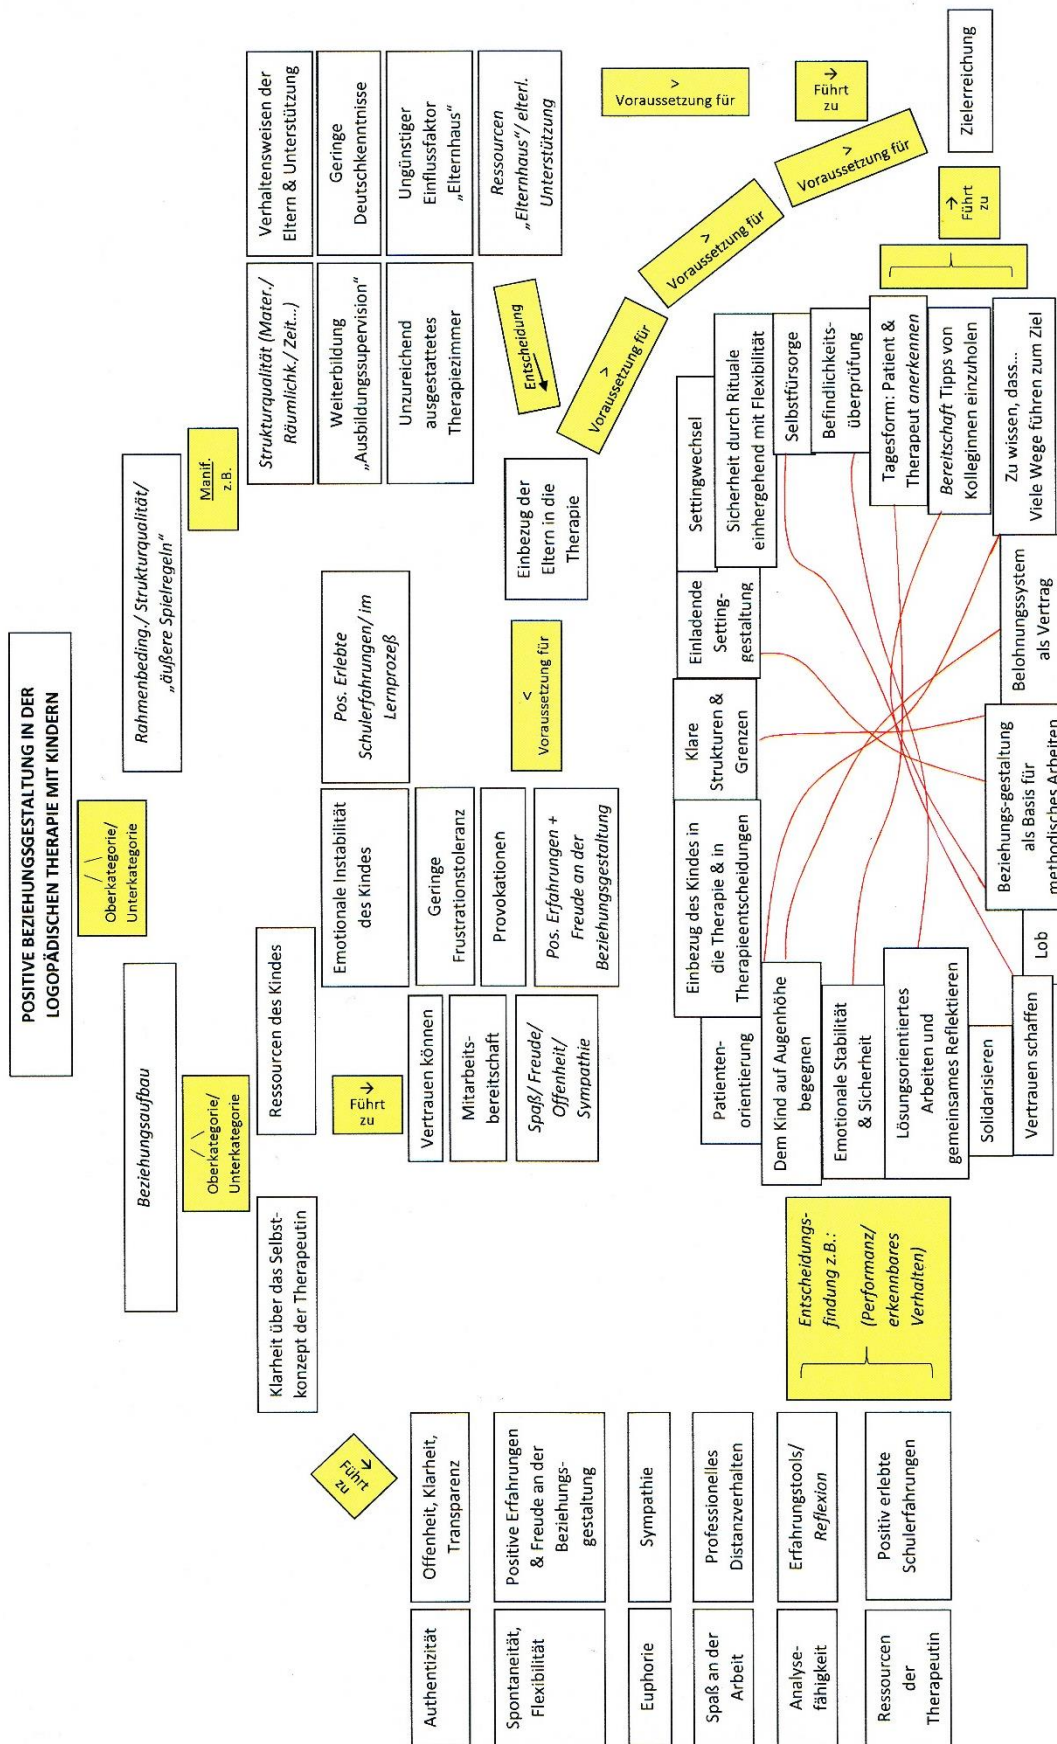 POSITIVE BEZIEHUNGSGESTALTUNG IN DER
LOGOPÄDISCHEN THERAPIE MIT KINDERN
/ \
Oberkategorie/
Unterkategorie
Beziehungsaufbau
Rahmenbeding./ Strukturqualität/
„äußere Spielregeln“
/ \
Oberkategorie/
Unterkategorie
Manif.
z.B.
Klarheit über das Selbst-
konzept der Therapeutin
Ressourcen des Kindes
Strukturqualität (Mater./
Räumlichk./ Zeit...)
Verhaltensweisen der
Eltern & Unterstützung
Weiterbildung
„Ausbildungssupervision“
Geringe
Deutschkenntnisse
Unzureichend
ausgestattetes
Therapiezimmer
Ungünstiger
Einflussfaktor
„Elternhaus“
Ressourcen
„Elternhaus“/ elterl.
Unterstützung
→
Führt
zu
→
Führt
zu
Emotionale Instabilität
des Kindes
Pos. Erlebte
Schulerfahrungen/ im
Lernprozeß
Vertrauen können
Geringe
Frustrationstoleranz
Mitarbeits-
bereitschaft
Provokationen
Spaß/ Freude/
Offenheit/
Sympathie
Pos. Erfahrungen +
Freude an der
Beziehungsgestaltung
Authentizität
Offenheit, Klarheit,
Transparenz
Spontaneität,
Flexibilität
Positive Erfahrungen
& Freude an der
Beziehungs-
gestaltung
Euphorie
Sympathie
Spaß an der
Arbeit
Professionelles
Distanzverhalten
Analyse-
fähigkeit
Erfahrungstools/
Reflexion
Ressourcen
der
Therapeutin
Positiv erlebte
Schulerfahrungen
<
Voraussetzung für
Einbezug der
Eltern in die
Therapie
Entscheidung
>
Voraussetzung für
>
Voraussetzung für
>
Voraussetzung für
>
Voraussetzung für
→
Führt
zu
Entscheidungs-
findung z.B.:
(Performanz/
erkennbares
Verhalten)
Patienten-
orientierung
Einbezug des Kindes in
die Therapie & in
Therapieentscheidungen
Klare
Strukturen &
Grenzen
Einladende
Setting-
gestaltung
Settingwechsel
Sicherheit durch Rituale
einhergehend mit Flexibilität
Dem Kind auf Augenhöhe
begegnen
Selbstfürsorge
Emotionale Stabilität
& Sicherheit
Befindlichkeits-
überprüfung
Lösungsorientiertes
Arbeiten und
gemeinsames Reflektieren
Tagesform: Patient &
Therapeut anerkennen
Solidarisieren
Bereitschaft Tipps von
Kolleginnen einzuholen
Vertrauen schaffen
Lob
Beziehungs-gestaltung
als Basis für
methodisches Arbeiten
Belohnungssystem
als Vertrag
Zu wissen, dass...
Viele Wege führen zum Ziel
→
Führt
zu
Zielerreichung